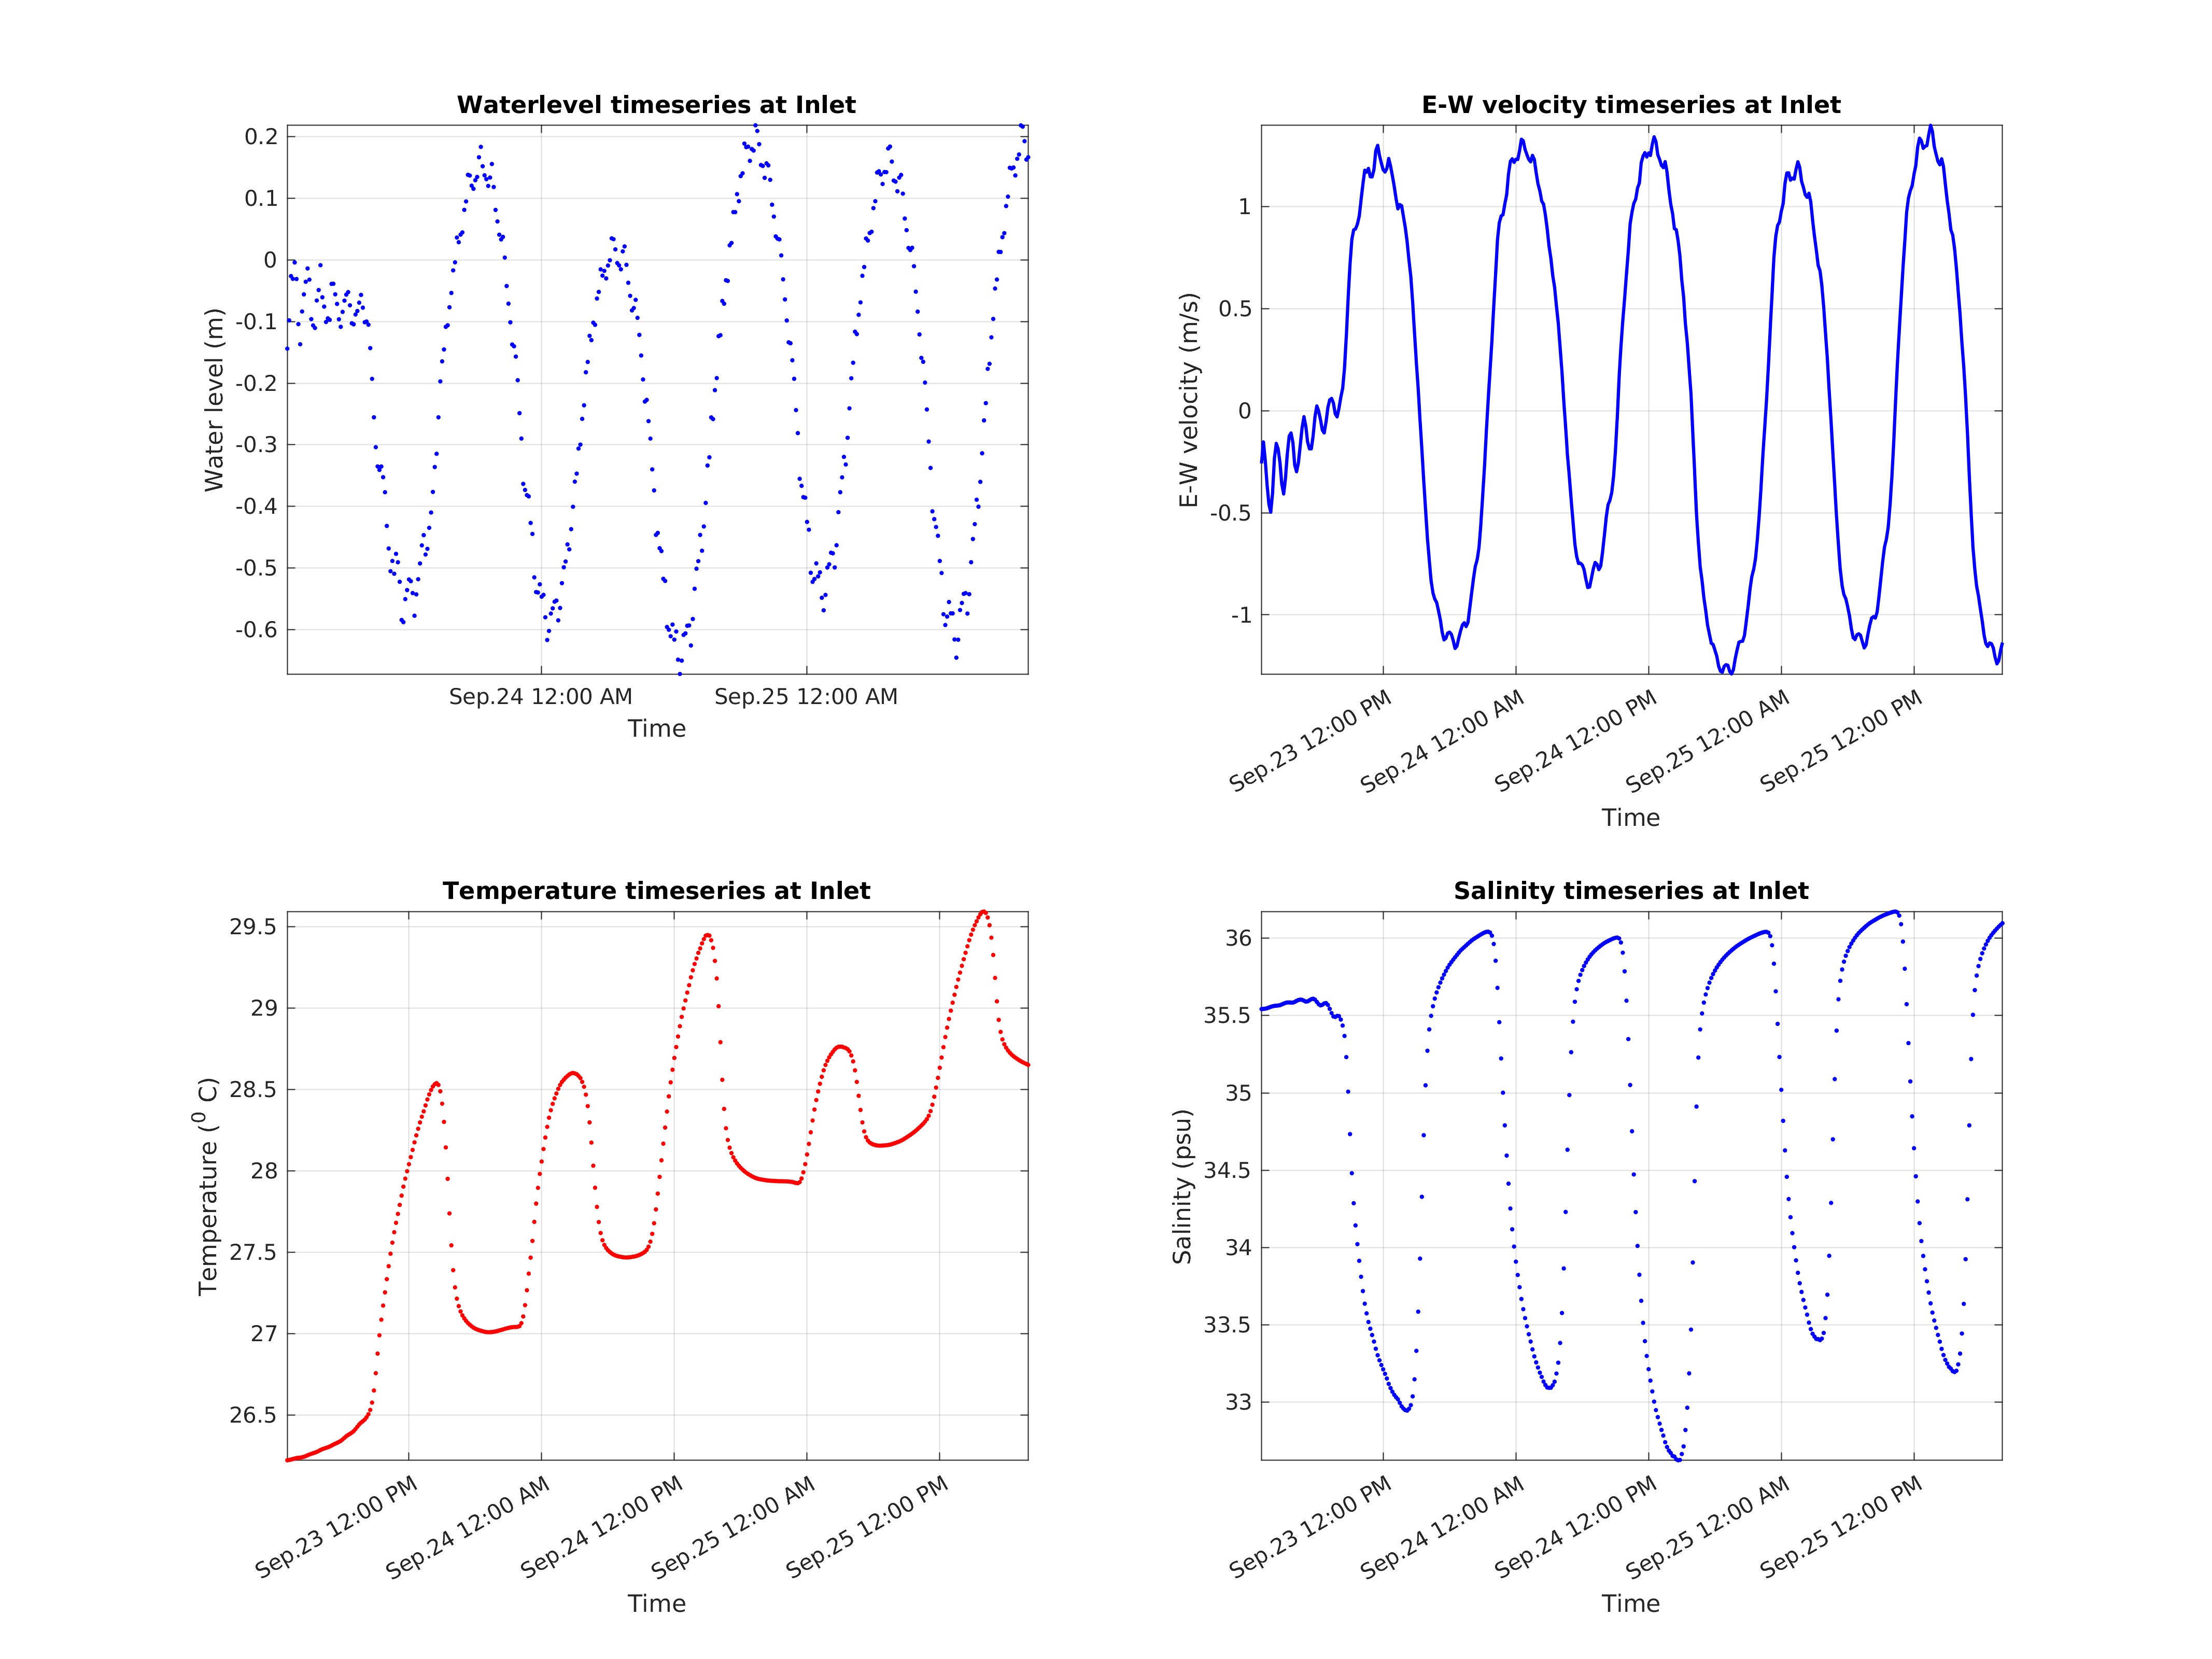 Waterlevel timeseries at Inlet
0.2
0.1
0
-0.1
-0.2
-0.3
-0.4
-0.5
-0.6
Water level (m)
Sep.24 12:00 AM
Sep.25 12:00 AM
Time
E-W velocity timeseries at Inlet
1
0.5
0
-0.5
-1
E-W velocity (m/s)
Sep.23 12:00 PM
Sep.24 12:00 AM
Sep.24 12:00 PM
Sep.25 12:00 AM
Sep.25 12:00 PM
Time
Temperature timeseries at Inlet
29.5
29
28.5
28
27.5
27
26.5
Temperature (⁰ C)
Sep.23 12:00 PM
Sep.24 12:00 AM
Sep.24 12:00 PM
Sep.25 12:00 AM
Sep.25 12:00 PM
Time
Salinity timeseries at Inlet
36
35.5
35
34.5
34
33.5
33
Salinity (psu)
Sep.23 12:00 PM
Sep.24 12:00 AM
Sep.24 12:00 PM
Sep.25 12:00 AM
Sep.25 12:00 PM
Time